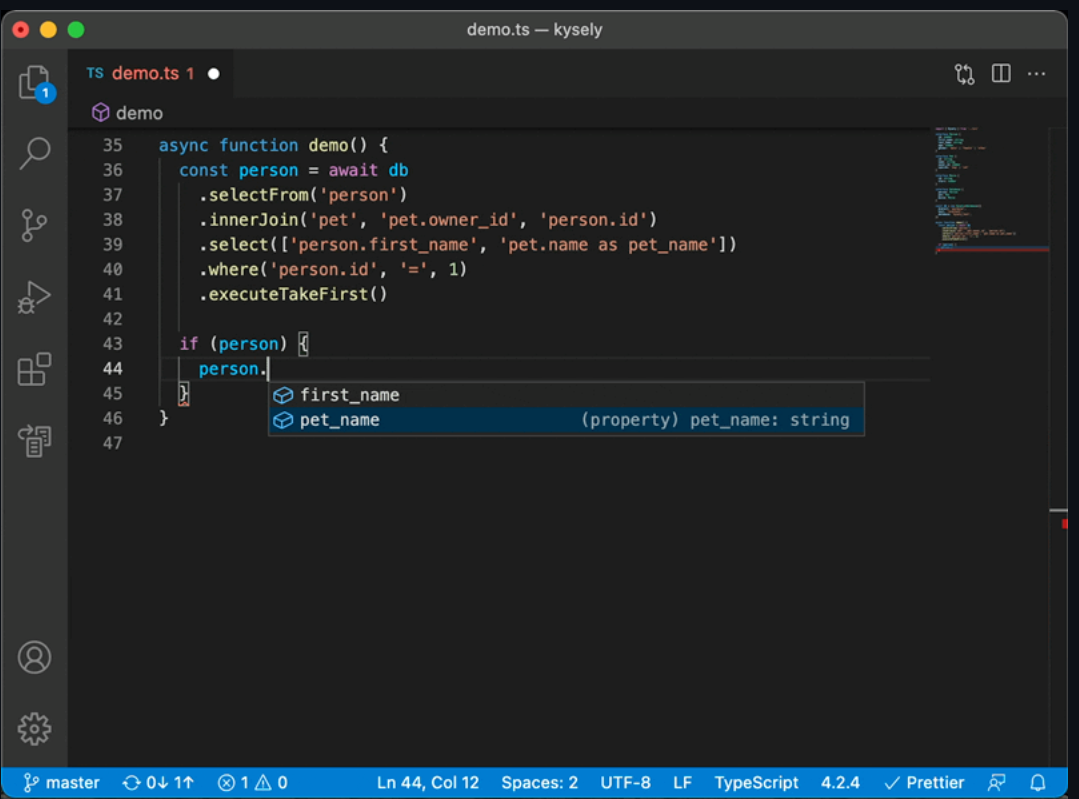 demo.ts — kysely
1
TS demo.ts 1
demo
35 async function demo() {
36 const person = await db
37 .selectFrom('person')
38 .innerJoin('pet', 'pet.owner_id', 'person.id')
39 .select(['person.first_name', 'pet.name as pet_name'])
40 .where('person.id', '=', 1)
41 .executeTakeFirst()
42
43 if (person) {
44 person.
first_name
45 }
pet_name (property) pet_name: string
46 }
47
master 0↓ 1↑ 1 0 Ln 44, Col 12 Spaces: 2 UTF-8 LF TypeScript 4.2.4 Prettier